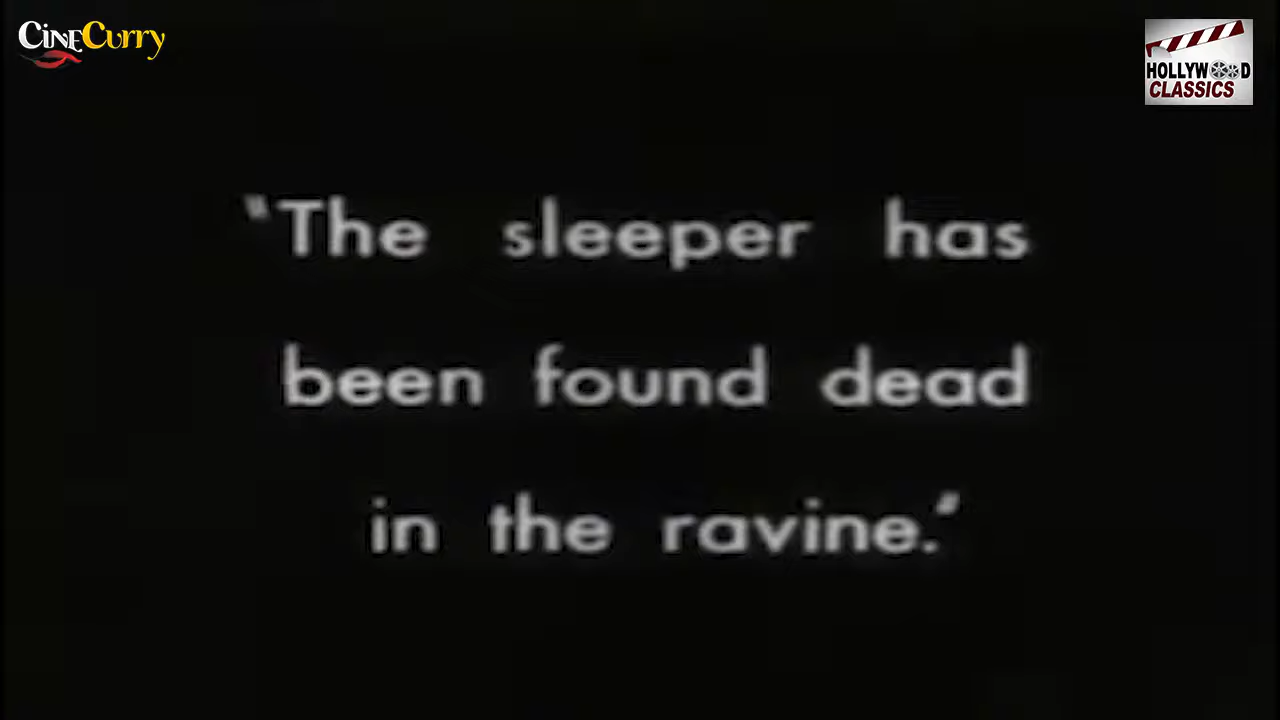 CineCurry
HOLLYWOOD
CLASSICS
"The sleeper has
been found dead
in the ravine."